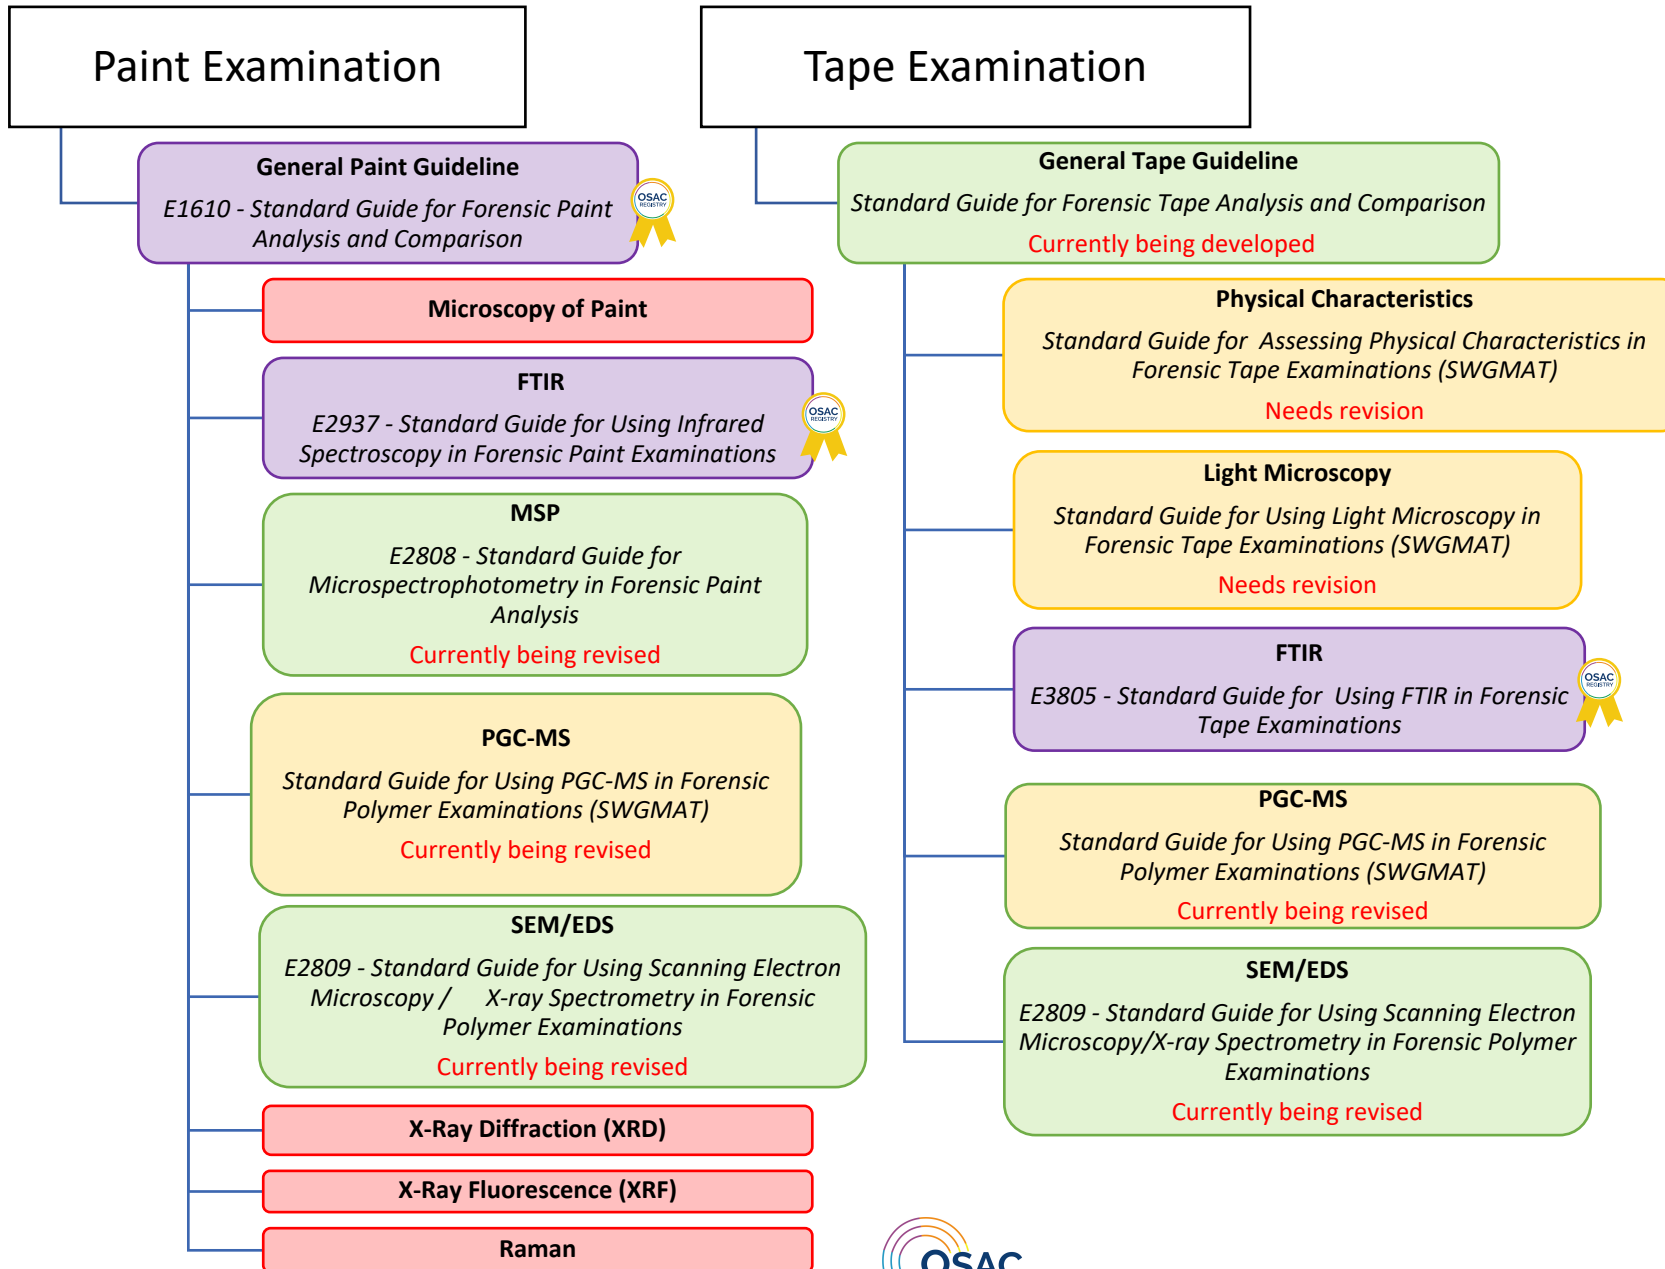 Paint Examination
General Paint Guideline
E1610 - Standard Guide for Forensic Paint
Analysis and Comparison
OSAC
REGISTRY
Microscopy of Paint
FTIR
E2937 - Standard Guide for Using Infrared
Spectroscopy in Forensic Paint Examinations
OSAC
REGISTRY
MSP
E2808 - Standard Guide for
Microspectrophotometry in Forensic Paint
Analysis
Currently being revised
PGC-MS
Standard Guide for Using PGC-MS in Forensic
Polymer Examinations (SWGMAT)
Currently being revised
SEM/EDS
E2809 - Standard Guide for Using Scanning Electron
Microscopy / X-ray Spectrometry in Forensic
Polymer Examinations
Currently being revised
X-Ray Diffraction (XRD)
X-Ray Fluorescence (XRF)
Raman
Tape Examination
General Tape Guideline
Standard Guide for Forensic Tape Analysis and Comparison
Currently being developed
Physical Characteristics
Standard Guide for Assessing Physical Characteristics in
Forensic Tape Examinations (SWGMAT)
Needs revision
Light Microscopy
Standard Guide for Using Light Microscopy in
Forensic Tape Examinations (SWGMAT)
Needs revision
FTIR
E3805 - Standard Guide for Using FTIR in Forensic
Tape Examinations
OSAC
REGISTRY
PGC-MS
Standard Guide for Using PGC-MS in Forensic
Polymer Examinations (SWGMAT)
Currently being revised
SEM/EDS
E2809 - Standard Guide for Using Scanning Electron
Microscopy/X-ray Spectrometry in Forensic Polymer
Examinations
Currently being revised
OSAC